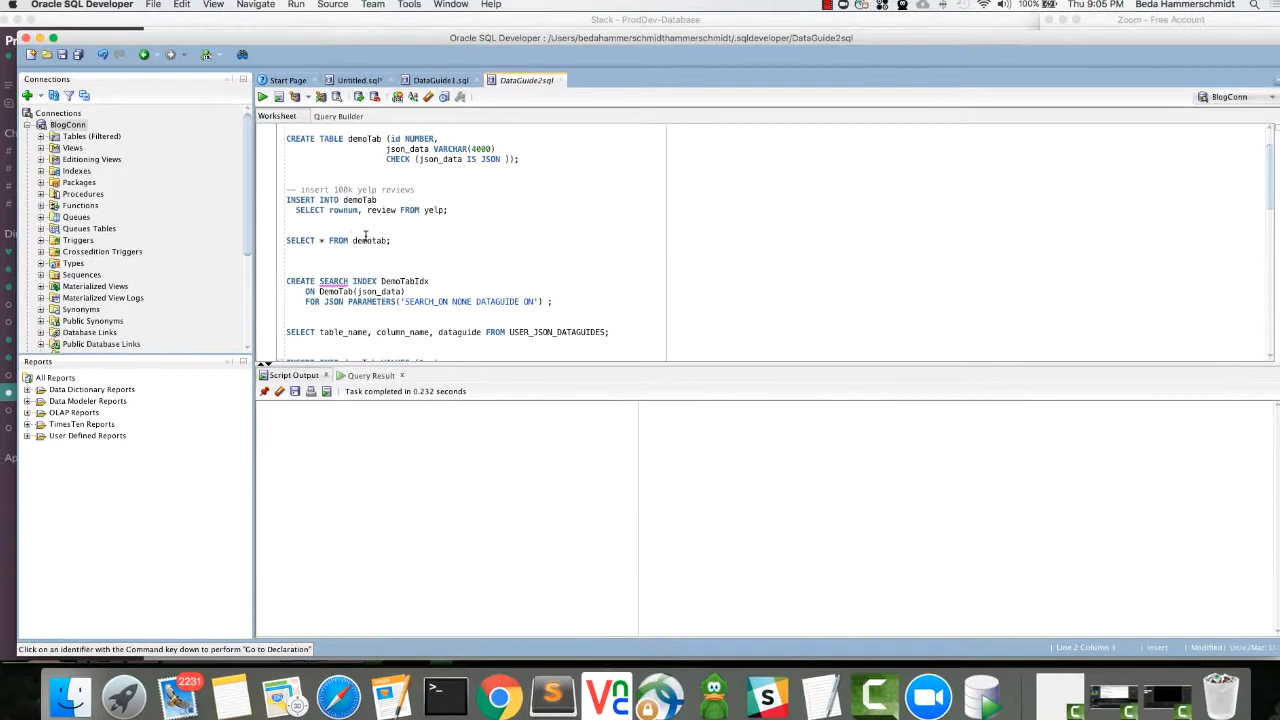 Oracle SQL Developer File Edit View Navigate Run Source Team Tools Window Help 100% Thu 9:05 PM Beda Hammerschmidt
Slack - ProdDev-Database
Zoom - Free Account
Oracle SQL Developer : /Users/bedahammerschmidthammerschmidt/.sqldeveloper/DataGuide2sql
Connections
Start Page
Untitled.sql*
DataGuide1.sql
DataGuide2sql
BlogConn
Worksheet Query Builder
Connections
BlogConn
Tables (Filtered)
Views
Editioning Views
Indexes
Packages
Procedures
Functions
Queues
Queues Tables
Triggers
Crossedition Triggers
Types
Sequences
Materialized Views
Materialized View Logs
Synonyms
Public Synonyms
Database Links
Public Database Links
CREATE TABLE demoTab (id NUMBER,
json_data VARCHAR(4000)
CHECK (json_data IS JSON ));
-- insert 100k yelp reviews
INSERT INTO demoTab
SELECT rownum, review FROM yelp;
SELECT * FROM demotab;
CREATE SEARCH INDEX DemoTabIdx
ON DemoTab(json_data)
FOR JSON PARAMETERS('SEARCH_ON NONE DATAGUIDE ON') ;
SELECT table_name, column_name, dataguide FROM USER_JSON_DATAGUIDES;
Reports
All Reports
Data Dictionary Reports
Data Modeler Reports
OLAP Reports
TimesTen Reports
User Defined Reports
Script Output
Query Result
Task completed in 0.232 seconds
Click on an identifier with the Command key down to perform "Go to Declaration"
Line 2 Column 3 Insert Modified Unix/Mac: LI
2231